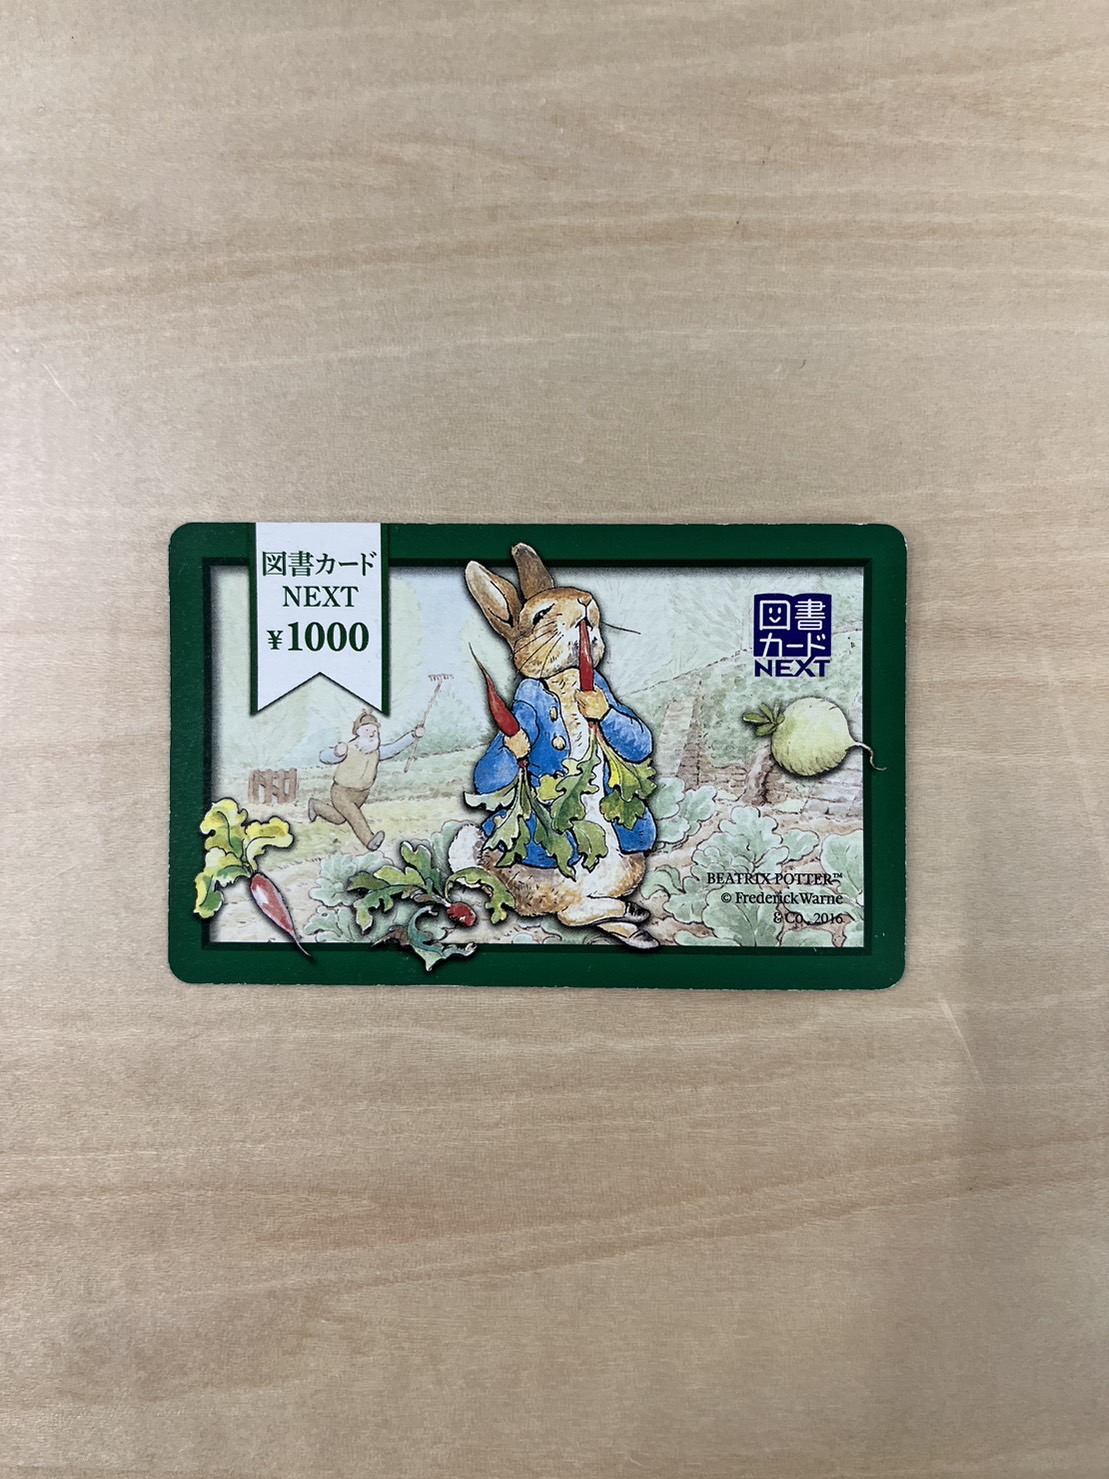 図書カード
NEXT
¥1000
図書
カード
NEXT
BEATRIX POTTER™
© Frederick Warne
& Co., 2016